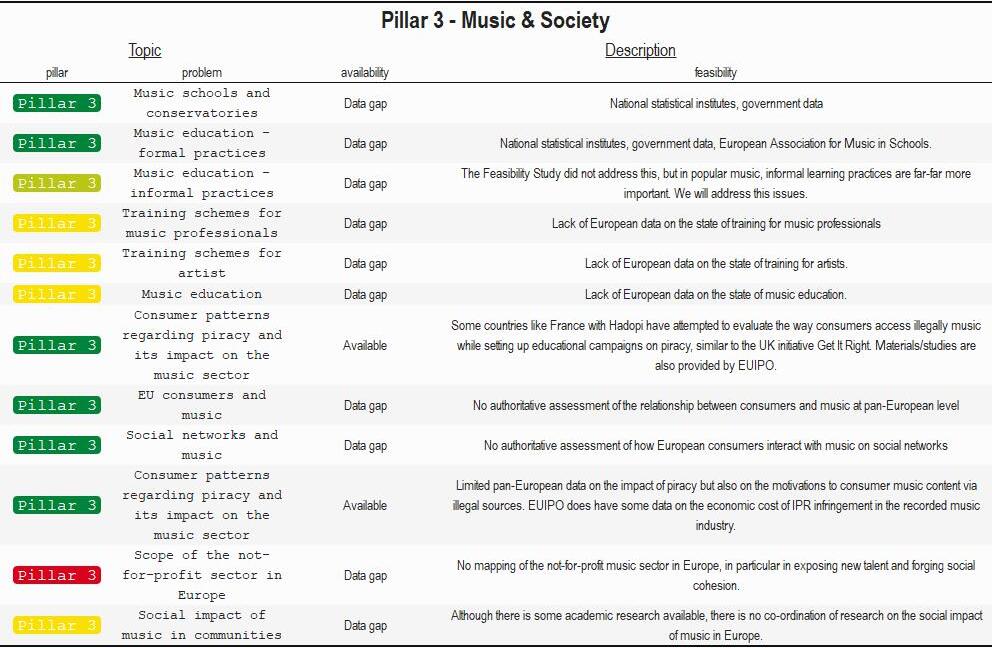 Pillar 3 - Music & Society
Topic Description
pillar problem availability feasibility
Pillar 3 Music schools and conservatories Data gap National statistical institutes, government data
Pillar 3 Music education - formal practices Data gap National statistical institutes, government data, European Association for Music in Schools.
Pillar 3 Music education - informal practices Data gap The Feasibility Study did not address this, but in popular music, informal learning practices are far-far more
important. We will address this issues.
Pillar 3 Training schemes for music professionals Data gap Lack of European data on the state of training for music professionals
Pillar 3 Training schemes for artist Data gap Lack of European data on the state of training for artists.
Pillar 3 Music education Data gap Lack of European data on the state of music education.
Pillar 3 Consumer patterns regarding piracy and its impact on the music sector Available Some countries like France with Hadopi have attempted to evaluate the way consumers access illegally music
while setting up educational campaigns on piracy, similar to the UK initiative Get It Right. Materials/studies are
also provided by EUIPO.
Pillar 3 EU consumers and music Data gap No authoritative assessment of the relationship between consumers and music at pan-European level
Pillar 3 Social networks and music Data gap No authoritative assessment of how European consumers interact with music on social networks
Pillar 3 Consumer patterns regarding piracy and its impact on the music sector Available Limited pan-European data on the impact of piracy but also on the motivations to consumer music content via
illegal sources. EUIPO does have some data on the economic cost of IPR infringement in the recorded music
industry.
Pillar 3 Scope of the not-for-profit sector in Europe Data gap No mapping of the not-for-profit music sector in Europe, in particular in exposing new talent and forging social
cohesion.
Pillar 3 Social impact of music in communities Data gap Although there is some academic research available, there is no co-ordination of research on the social impact
of music in Europe.